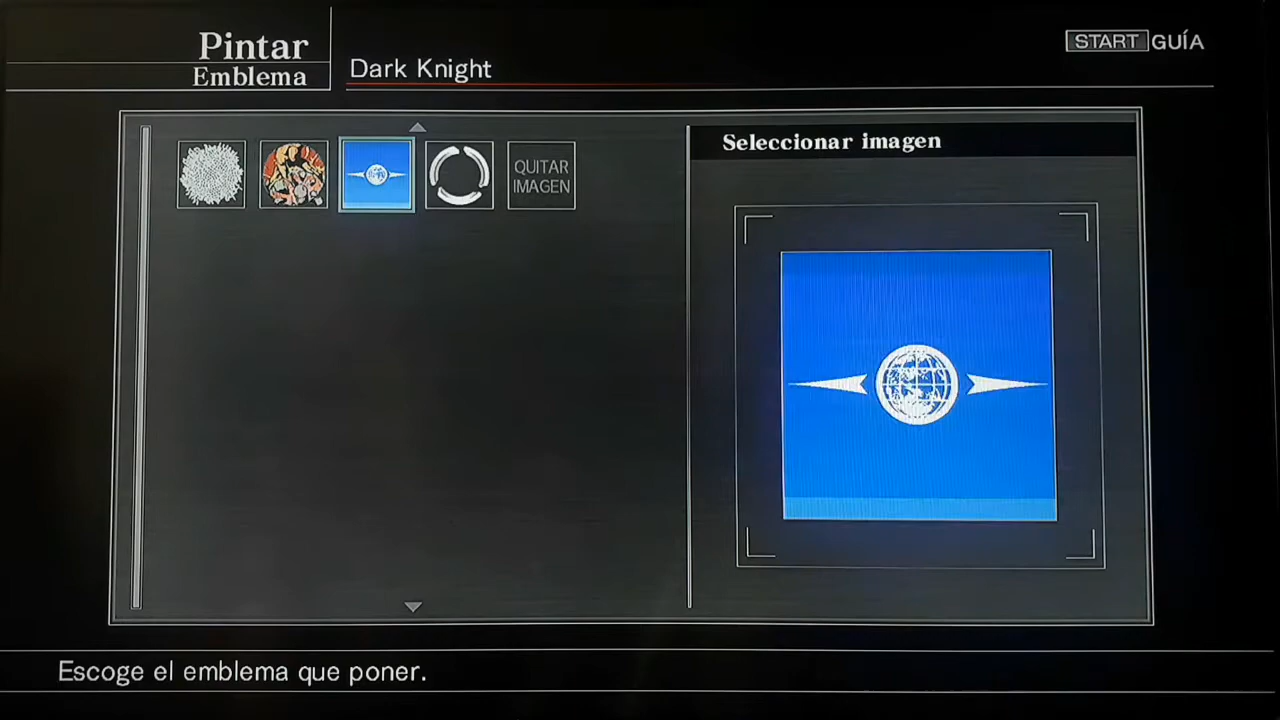 Pintar
Emblema
Dark Knight
START GUÍA
Seleccionar imagen
QUITAR
IMAGEN
Escoge el emblema que poner.